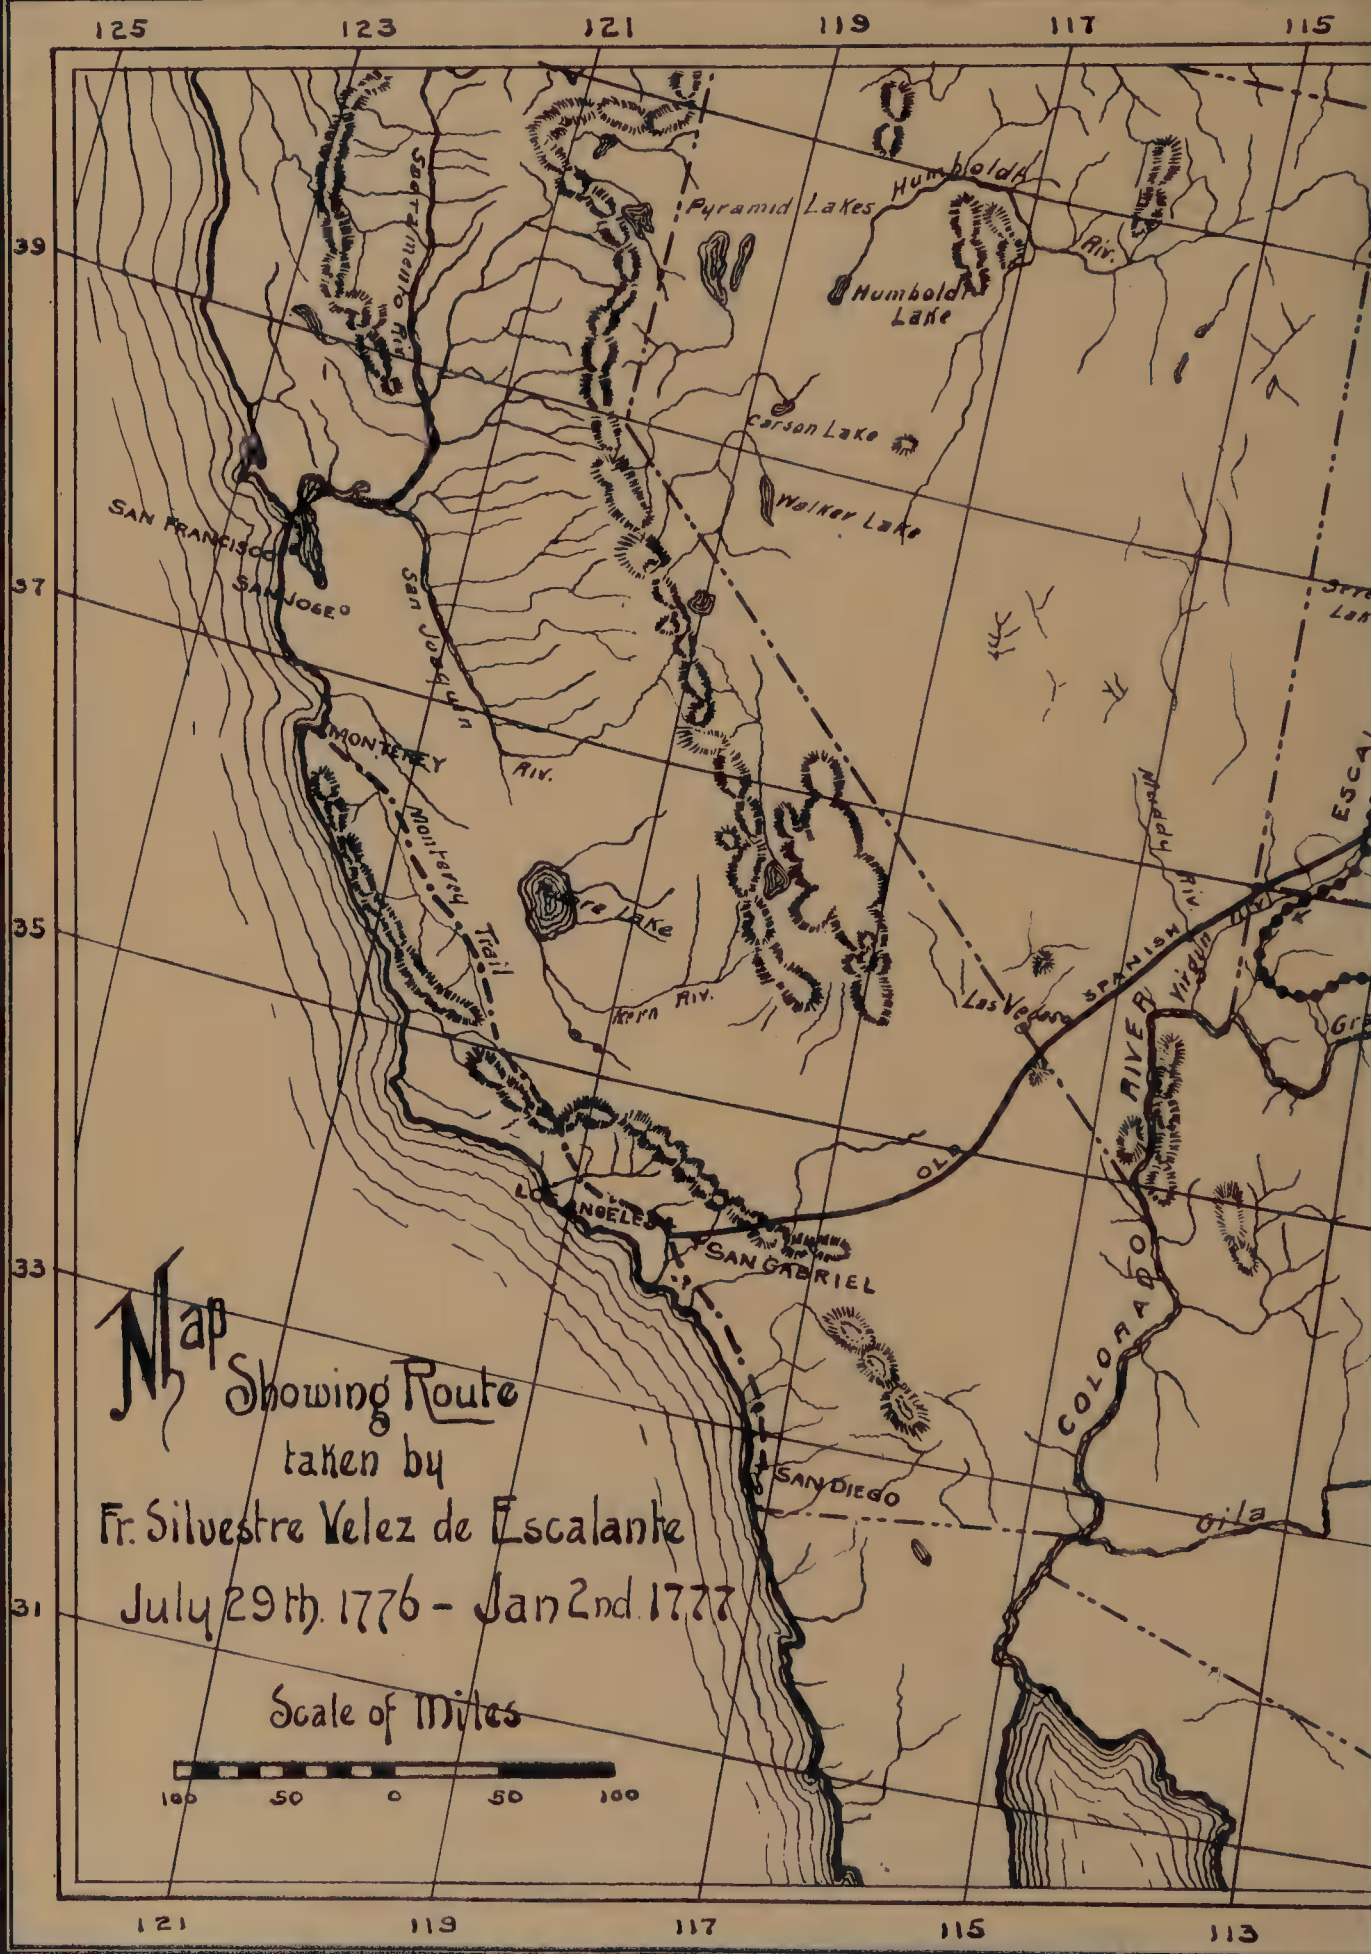 125 123 121 119 117 115
Sacramento Riv.
Pyramid Lakes
Humboldt
Riv.
39
Humboldt
Lake
Carson Lake
Walker Lake
SAN FRANCISCO
SAN JOSE
37
San Joaquin
Riv.
MONTEREY
Monterey Trail
ESCA
Riv.
Lake
35
Kern Riv.
SPANISH
Virgin
Las Vegas
Gra
COLORADO RIVER
OLD
LOS ANGELES
SAN GABRIEL
33
Map
Showing Route
taken by
Fr. Silvestre Velez de Escalante
July 29th. 1776 - Jan 2nd. 1777
SAN DIEGO
Gila
31
Scale of Miles
100 50 0 50 100
121 119 117 115 113